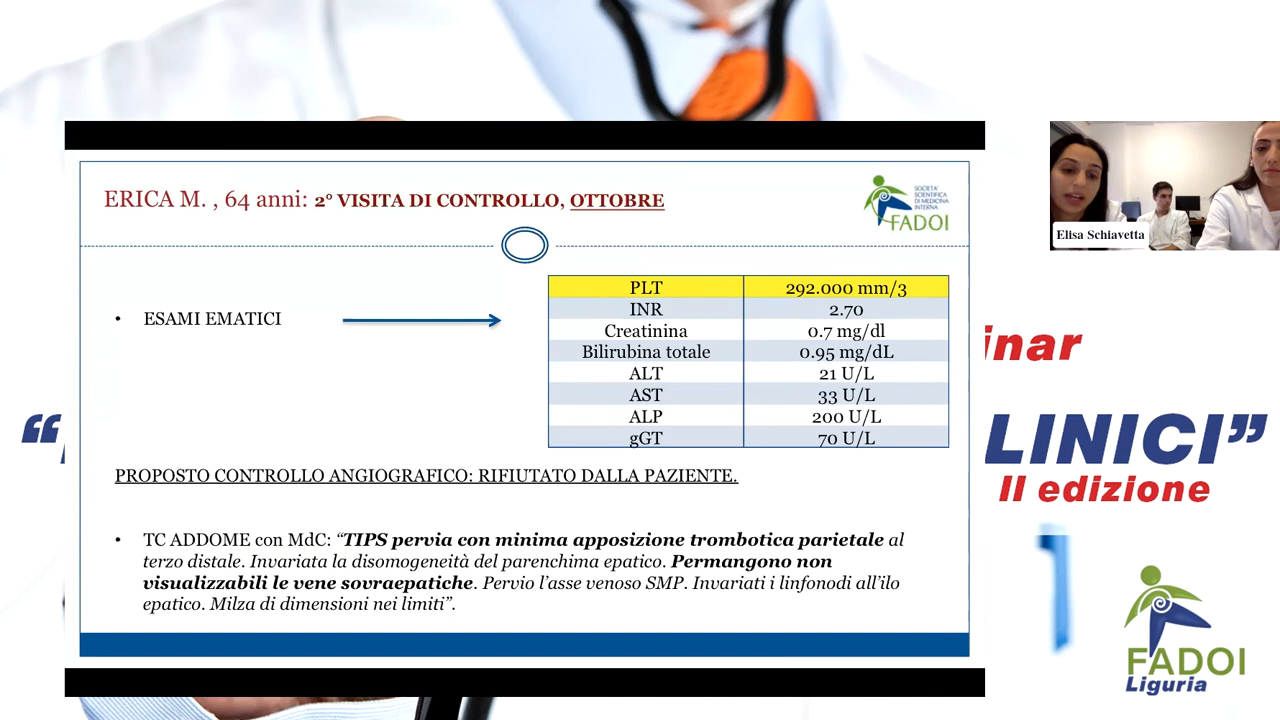 ERICA M. , 64 anni: 2° VISITA DI CONTROLLO, OTTOBRE
SOCIETA'
SCIENTIFICA
DI MEDICINA
INTERNA
FADOI
• ESAMI EMATICI
PLT 292.000 mm/3
INR 2.70
Creatinina 0.7 mg/dl
Bilirubina totale 0.95 mg/dL
ALT 21 U/L
AST 33 U/L
ALP 200 U/L
gGT 70 U/L
PROPOSTO CONTROLLO ANGIOGRAFICO: RIFIUTATO DALLA PAZIENTE.
• TC ADDOME con MdC: “TIPS pervia con minima apposizione trombotica parietale al
terzo distale. Invariata la disomogeneità del parenchima epatico. Permangono non
visualizzabili le vene sovraepatiche. Pervio l’asse venoso SMP. Invariati i linfonodi all’ilo
epatico. Milza di dimensioni nei limiti”.
Elisa Schiavetta
inar
“
LINICI”
II edizione
1
FADOI
Liguria